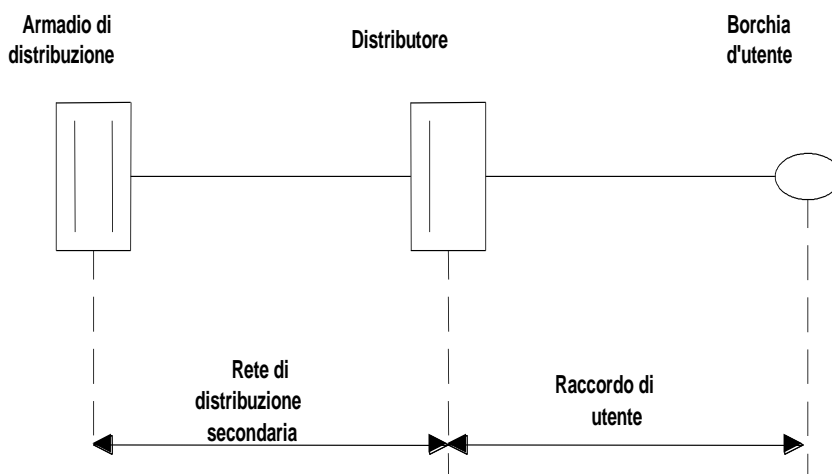 Armadio di
distribuzione
Distributore
Borchia
d'utente
Rete di
distribuzione
secondaria
Raccordo di
utente